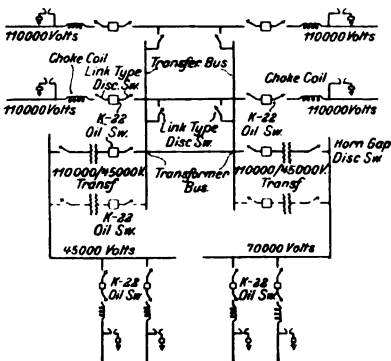 110000 Volts
110000 Volts
Choke Coil
Link Type
Disc. Sw.
Transfer Bus
Choke Coil
110000 Volts
K-22
Oil Sw.
Link Type
Disc Sw.
K-22
Oil Sw.
110000 Volts
Horn Gap
Disc Sw
110000/45000V.
Transf
Transformer
Bus.
110000/45000V.
Transf
K-22
Oil Sw.
45000 Volts
70000 Volts
K-22
Oil Sw
K-22
Oil Sw.